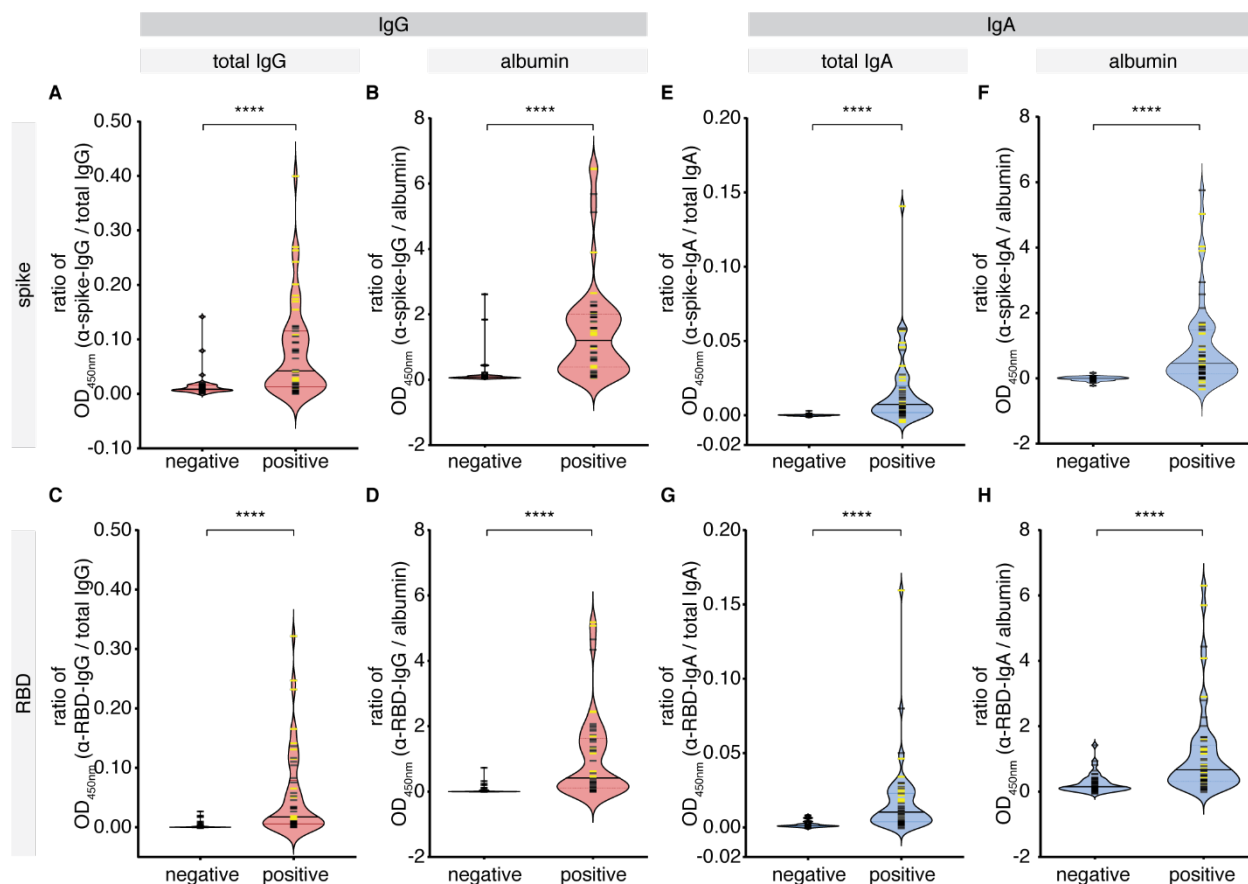 IgG
IgA
total IgG
albumin
total IgA
albumin
spike
A
ratio of
OD450nm (α-spike-IgG / total IgG)
0.50
0.40
0.30
0.20
0.10
0.00
-0.10
****
negative
positive
B
ratio of
OD450nm (α-spike-IgG / albumin)
8
6
4
2
0
-2
****
negative
positive
E
ratio of
OD450nm (α-spike-IgA / total IgA)
0.20
0.15
0.10
0.05
0.00
-0.02
****
negative
positive
F
ratio of
OD450nm (α-spike-IgA / albumin)
8
6
4
2
0
-2
****
negative
positive
RBD
C
ratio of
OD450nm (α-RBD-IgG / total IgG)
0.50
0.40
0.30
0.20
0.10
0.00
****
negative
positive
D
ratio of
OD450nm (α-RBD-IgG / albumin)
8
6
4
2
0
-2
****
negative
positive
G
ratio of
OD450nm (α-RBD-IgA / total IgA)
0.20
0.15
0.10
0.05
0.00
-0.02
****
negative
positive
H
ratio of
OD450nm (α-RBD-IgA / albumin)
8
6
4
2
0
-2
****
negative
positive